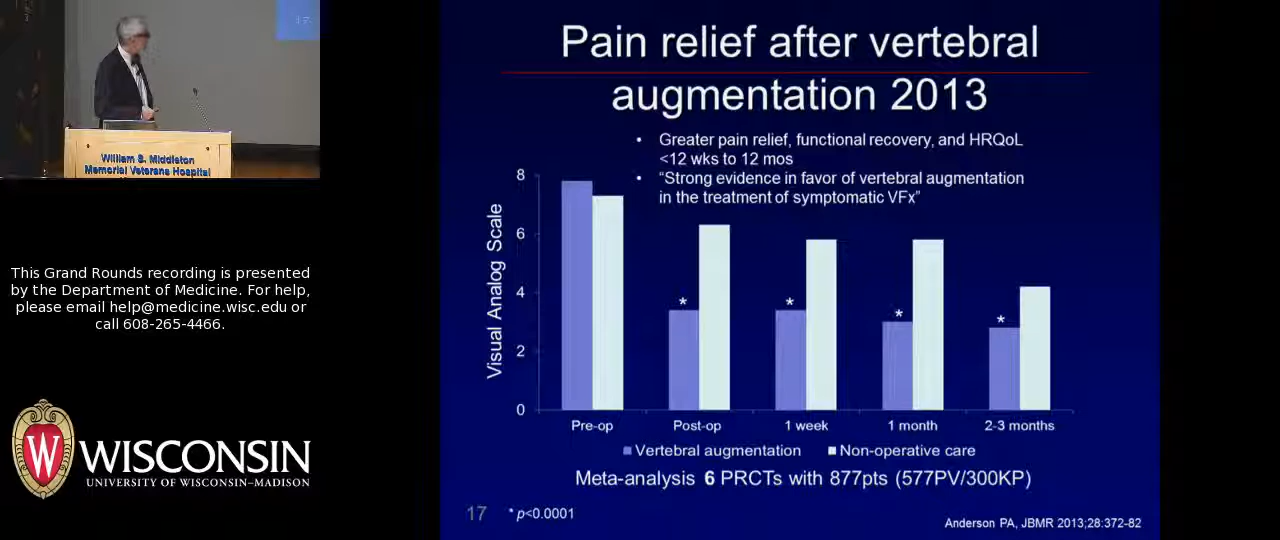 17
William S. Middleton
Memorial Veterans Hospital
This Grand Rounds recording is presented
by the Department of Medicine. For help,
please email help@medicine.wisc.edu or
call 608-265-4466.
W
WISCONSIN
UNIVERSITY OF WISCONSIN–MADISON
Pain relief after vertebral
augmentation 2013
• Greater pain relief, functional recovery, and HRQoL
<12 wks to 12 mos
• “Strong evidence in favor of vertebral augmentation
in the treatment of symptomatic VFx”
Visual Analog Scale
8
6
4
2
0
* * * *
Pre-op Post-op 1 week 1 month 2-3 months
Vertebral augmentation Non-operative care
Meta-analysis 6 PRCTs with 877pts (577PV/300KP)
17 * p<0.0001
Anderson PA, JBMR 2013;28:372-82